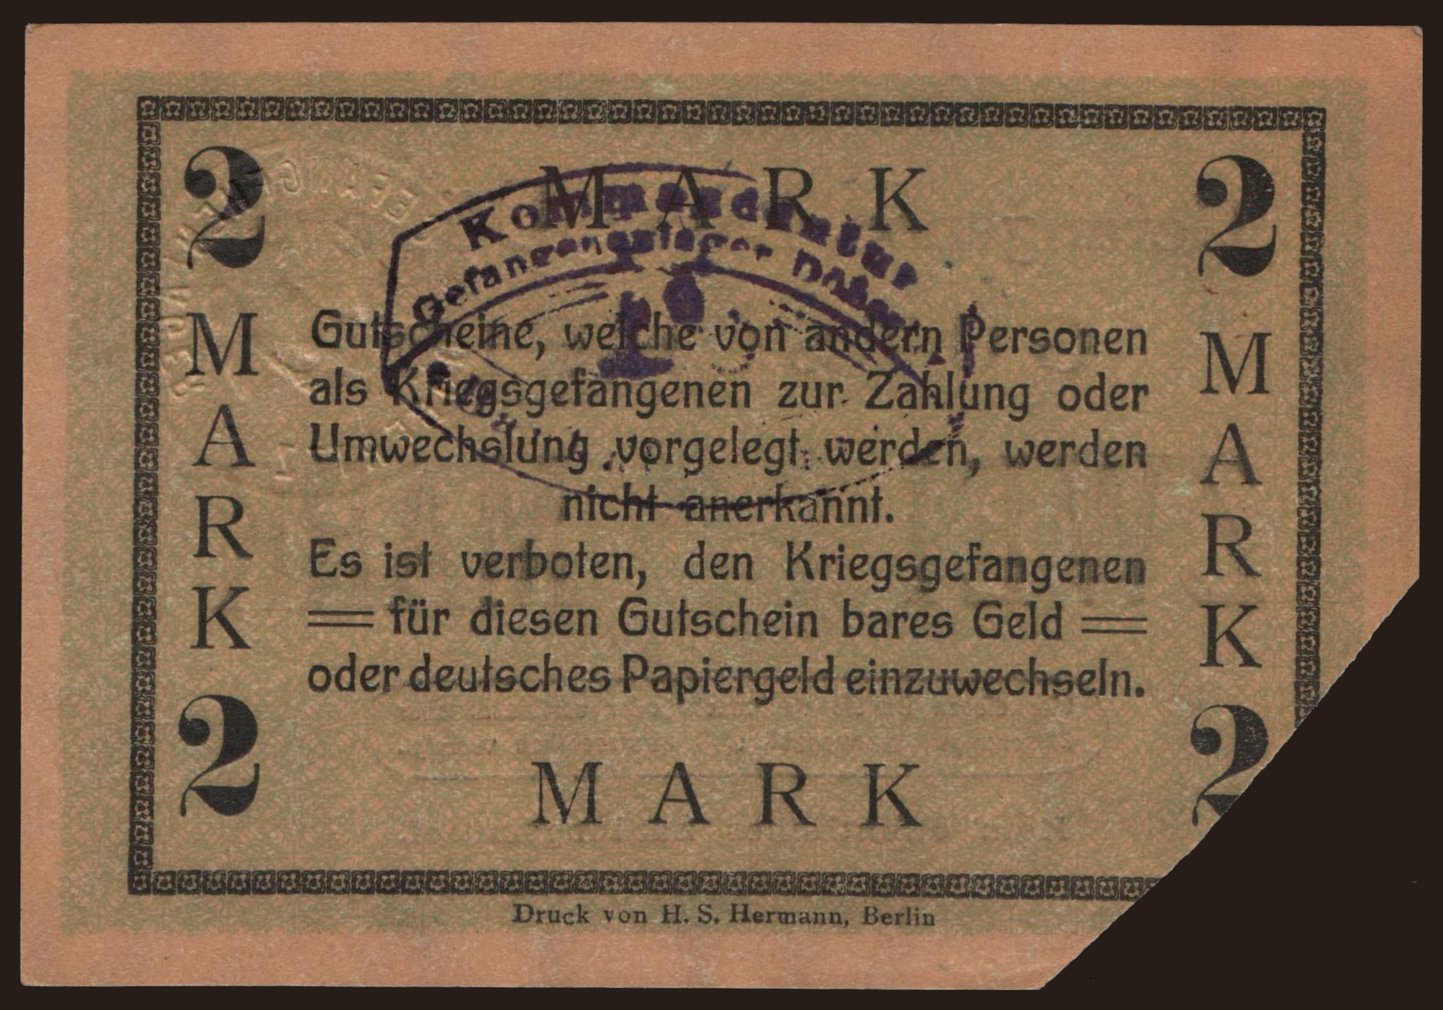 2 MARK 2
MARK
MARK
Kommandantur
Gefangenenlager
Gutscheine, welche von andern Personen
als Kriegsgefangenen zur Zahlung oder
Umwechslung vorgelegt werden, werden
nicht anerkannt.
Es ist verboten, den Kriegsgefangenen
für diesen Gutschein bares Geld
oder deutsches Papiergeld einzuwechseln.
2 MARK 2
Druck von H. S. Hermann, Berlin